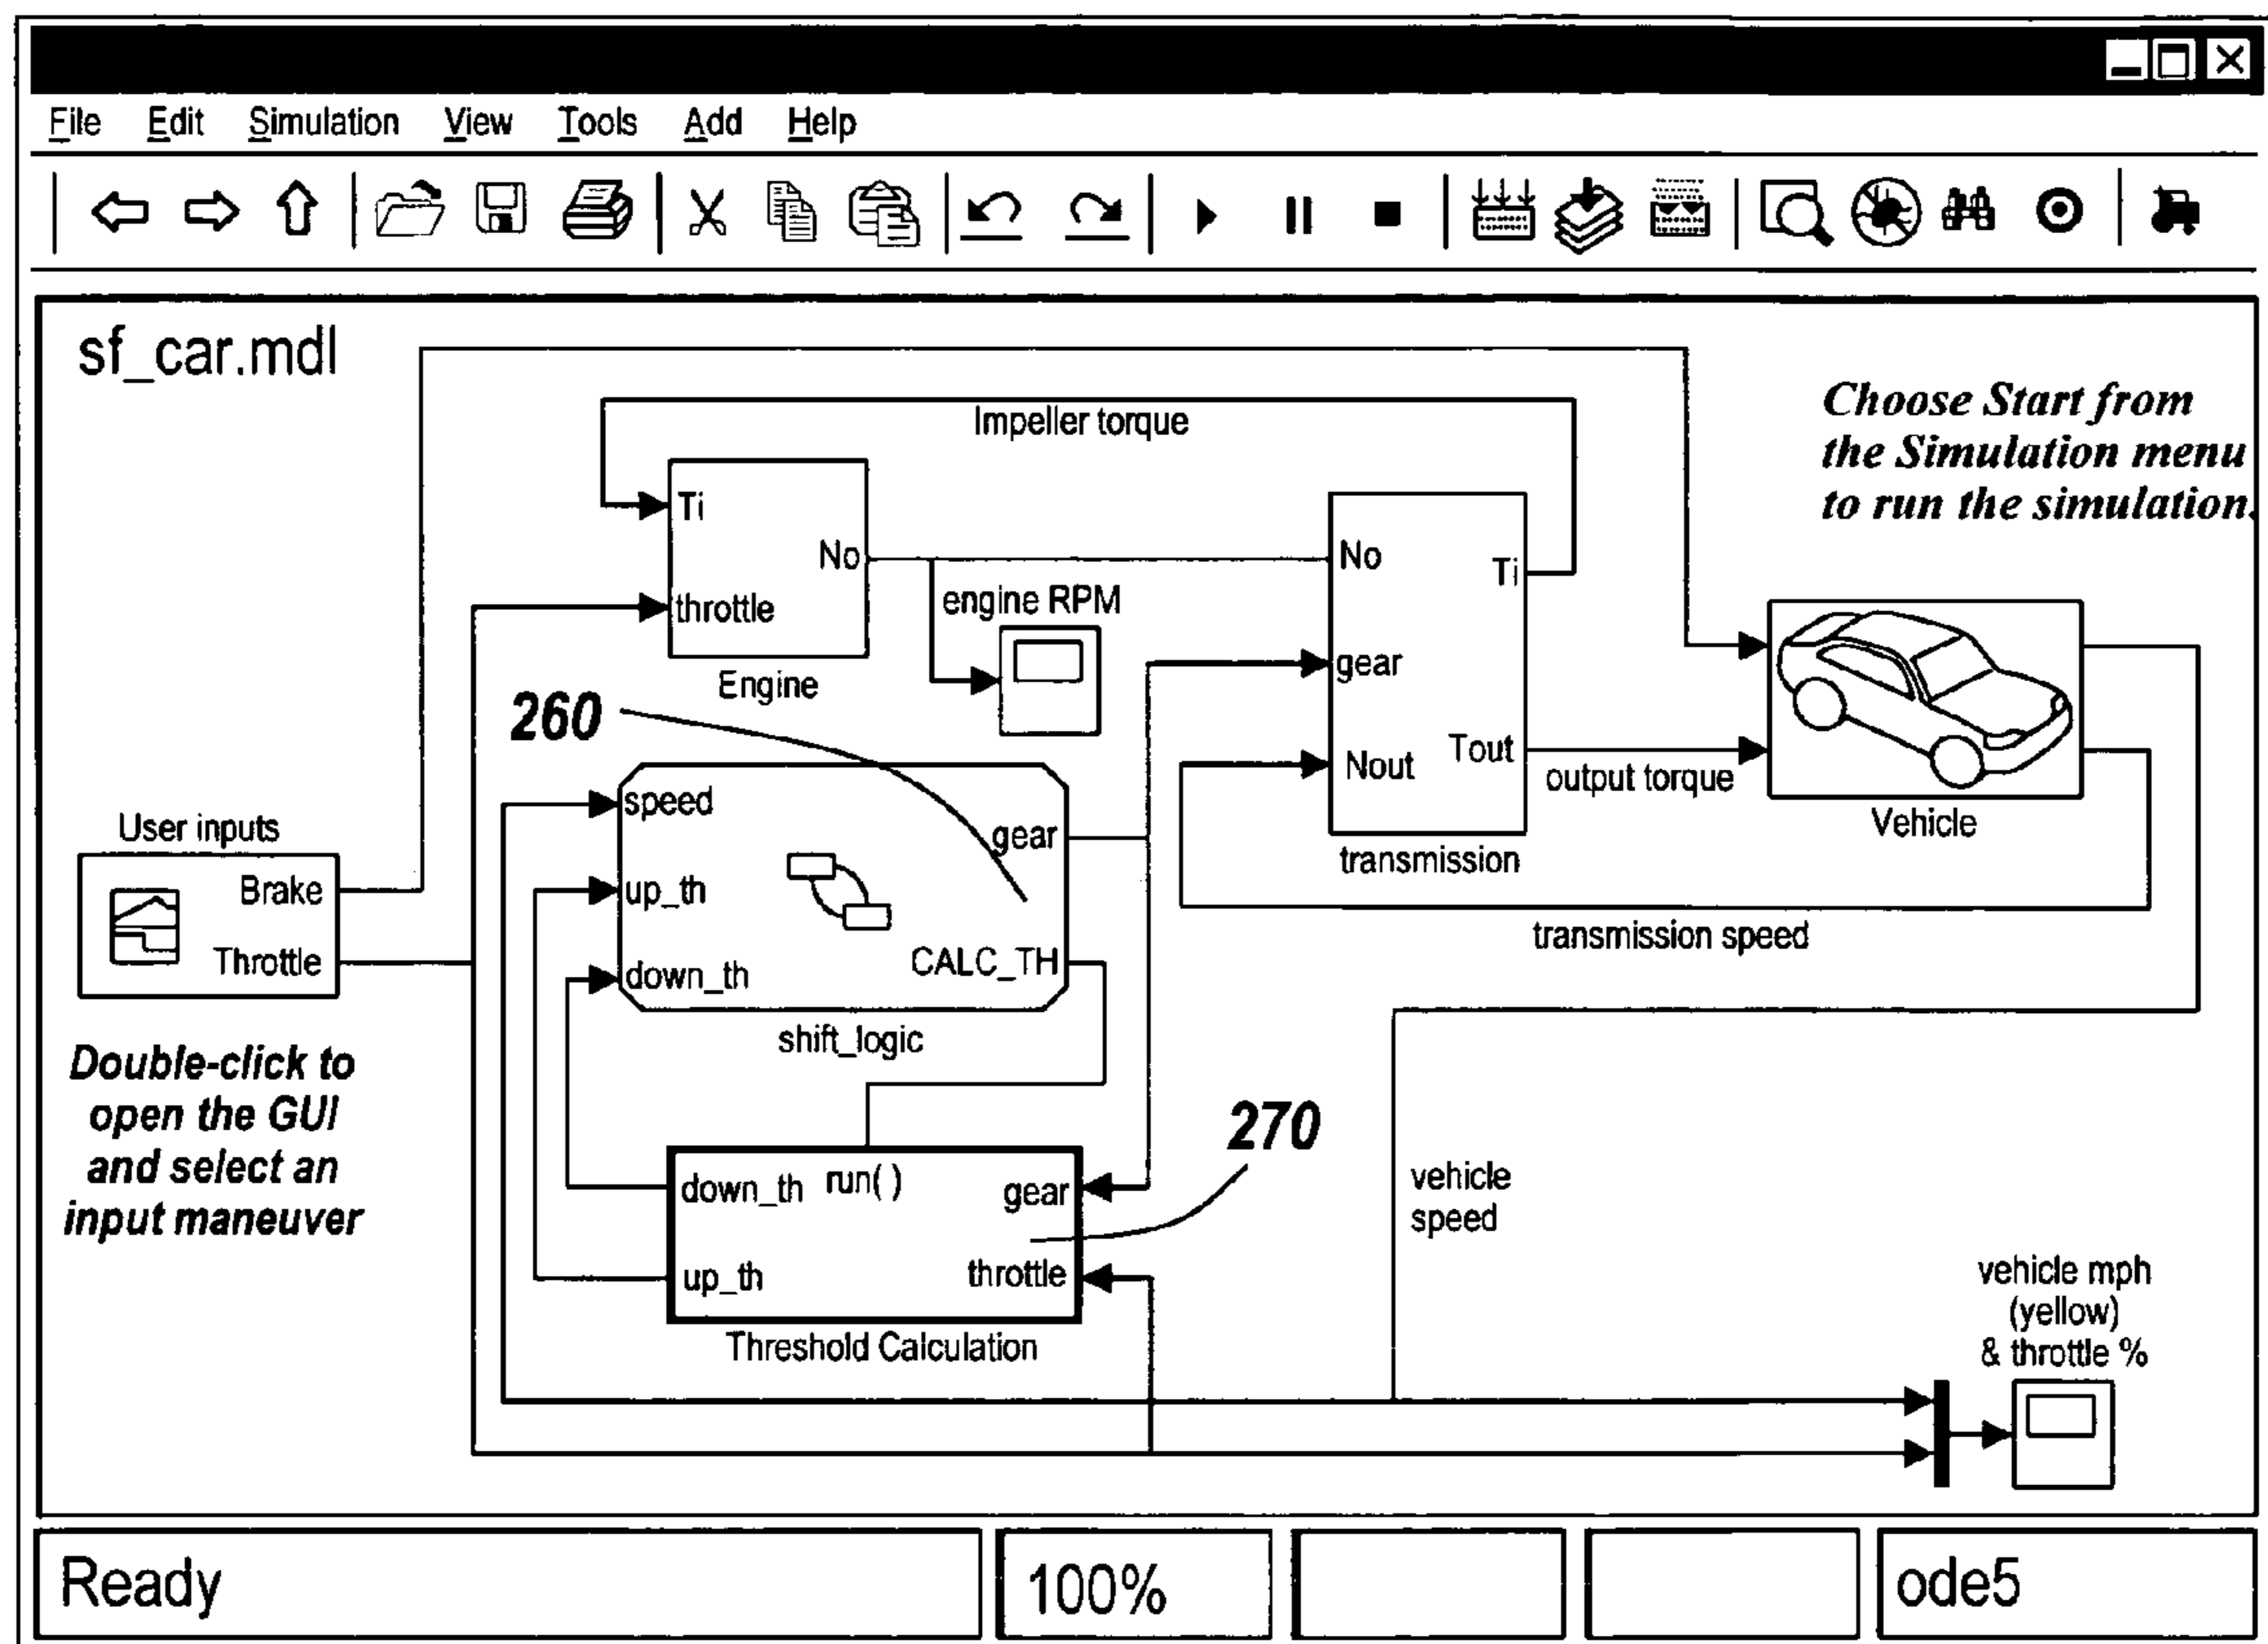 File Edit Simulation View Tools Add Help
sf_car.mdl
Choose Start from
the Simulation menu
to run the simulation.
Impeller torque
Ti
No
throttle
Engine
engine RPM
No
Ti
gear
Nout
Tout
transmission
output torque
Vehicle
transmission speed
260
speed
gear
up_th
down_th
CALC_TH
shift_logic
User inputs
Brake
Throttle
Double-click to
open the GUI
and select an
input maneuver
270
down_th
run( )
gear
up_th
throttle
Threshold Calculation
vehicle
speed
vehicle mph
(yellow)
& throttle %
Ready
100%
ode5